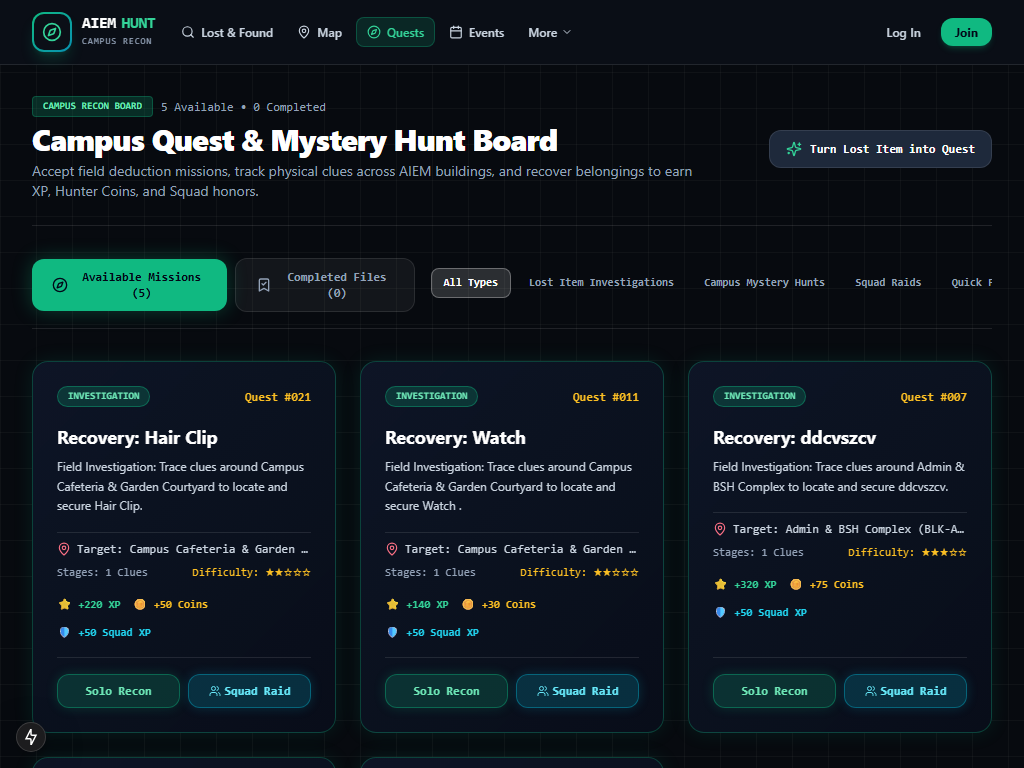 AIEM HUNT
CAMPUS RECON
Lost & Found
Map
Quests
Events
More
Log In
Join
CAMPUS RECON BOARD
5 Available • 0 Completed
Campus Quest & Mystery Hunt Board
Accept field deduction missions, track physical clues across AIEM buildings, and recover belongings to earn
XP, Hunter Coins, and Squad honors.
Turn Lost Item into Quest
Available Missions
(5)
Completed Files
(0)
All Types
Lost Item Investigations
Campus Mystery Hunts
Squad Raids
Quick
INVESTIGATION
Quest #021
Recovery: Hair Clip
Field Investigation: Trace clues around Campus
Cafeteria & Garden Courtyard to locate and
secure Hair Clip.
Target: Campus Cafeteria & Garden …
Stages: 1 Clues
Difficulty: ★★☆☆☆
+220 XP
+50 Coins
+50 Squad XP
Solo Recon
Squad Raid
INVESTIGATION
Quest #011
Recovery: Watch
Field Investigation: Trace clues around Campus
Cafeteria & Garden Courtyard to locate and
secure Watch .
Target: Campus Cafeteria & Garden …
Stages: 1 Clues
Difficulty: ★★☆☆☆
+140 XP
+30 Coins
+50 Squad XP
Solo Recon
Squad Raid
INVESTIGATION
Quest #007
Recovery: ddcvszcv
Field Investigation: Trace clues around Admin &
BSH Complex to locate and secure ddcvszcv.
Target: Admin & BSH Complex (BLK-A…
Stages: 1 Clues
Difficulty: ★★★☆☆
+320 XP
+75 Coins
+50 Squad XP
Solo Recon
Squad Raid